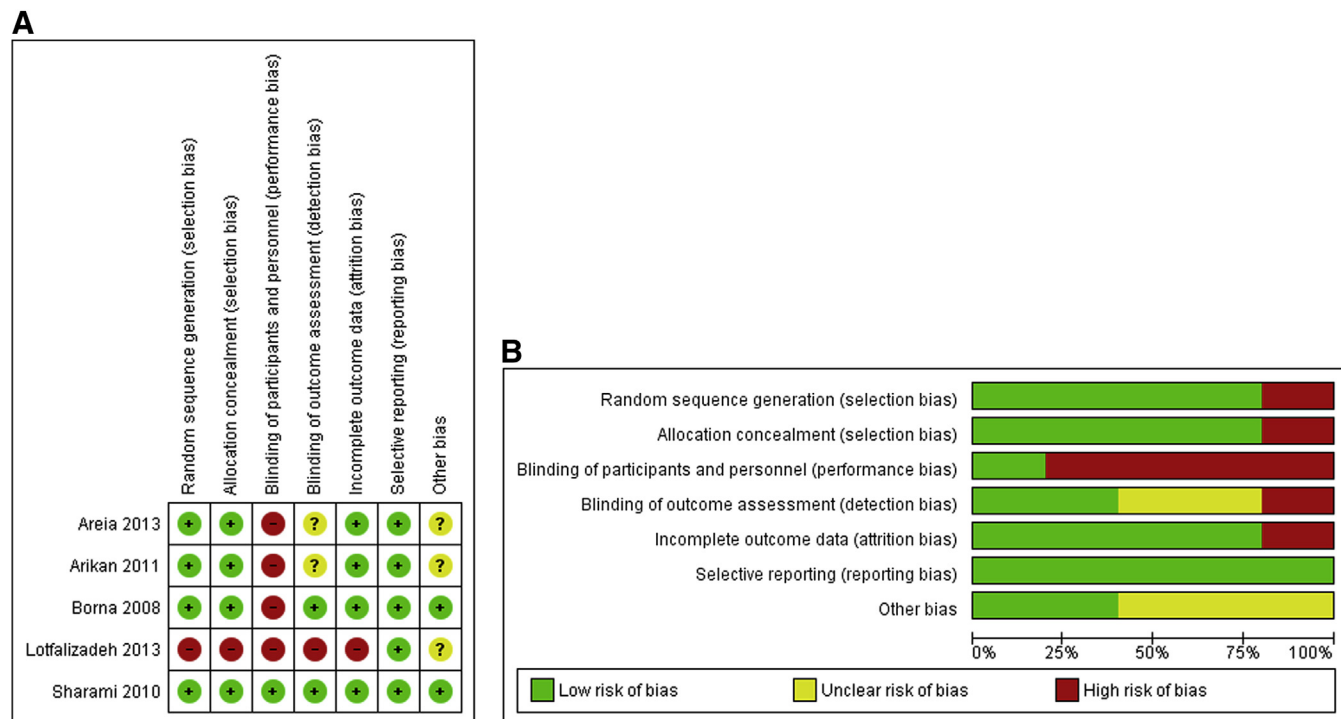 A
Random sequence generation (selection bias)
Allocation concealment (selection bias)
Blinding of participants and personnel (performance bias)
Blinding of outcome assessment (detection bias)
Incomplete outcome data (attrition bias)
Selective reporting (reporting bias)
Other bias
Areia 2013 + + - ? + + ?
Arikan 2011 + + - ? + + ?
Borna 2008 + + - + + + +
Lotfalizadeh 2013 - - - - - + ?
Sharami 2010 + + + + + + +
B
Random sequence generation (selection bias)
Allocation concealment (selection bias)
Blinding of participants and personnel (performance bias)
Blinding of outcome assessment (detection bias)
Incomplete outcome data (attrition bias)
Selective reporting (reporting bias)
Other bias
0% 25% 50% 75% 100%
Low risk of bias Unclear risk of bias High risk of bias